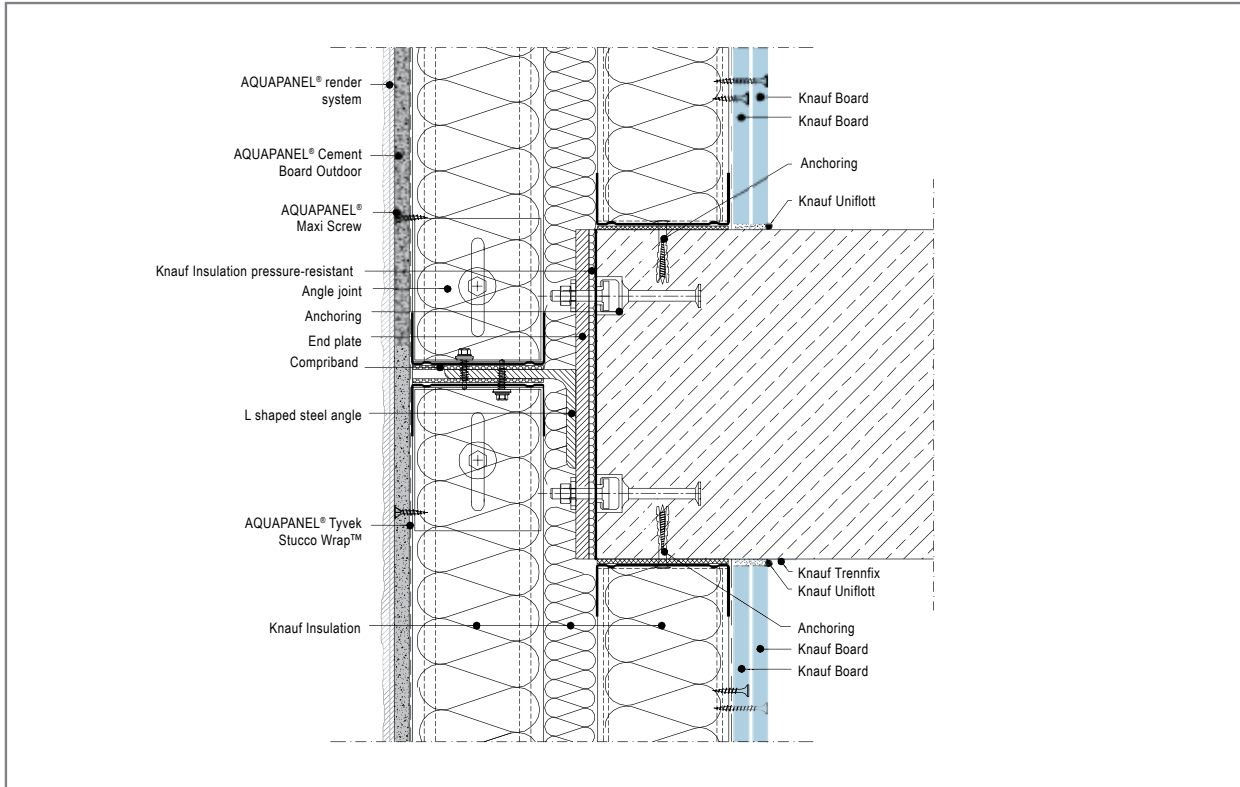 AQUAPANEL® render
system
AQUAPANEL® Cement
Board Outdoor
AQUAPANEL®
Maxi Screw
Knauf Insulation pressure-resistant
Angle joint
Anchoring
End plate
Compriband
L shaped steel angle
AQUAPANEL® Tyvek
Stucco Wrap™
Knauf Insulation
Knauf Board
Knauf Board
Anchoring
Knauf Uniflott
Knauf Trennfix
Knauf Uniflott
Anchoring
Knauf Board
Knauf Board